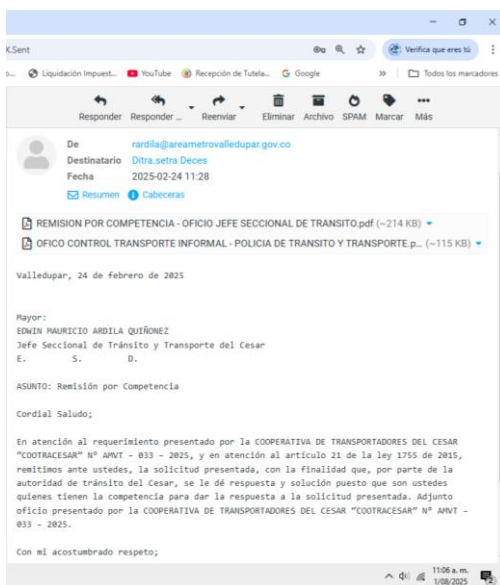 K.Sent
Verifica que eres tú
Liquidación Impuest...
YouTube
Recepción de Tutela...
Google
»
Todos los marcadores
Responder
Responder ...
Reenviar
Eliminar
Archivo
SPAM
Marcar
Más
De rardila@areametrovalledupar.gov.co
Destinatario Ditra.setra Deces
Fecha 2025-02-24 11:28
Resumen Cabeceras
REMISION POR COMPETENCIA - OFICIO JEFE SECCIONAL DE TRANSITO.pdf (~214 KB)
OFICO CONTROL TRANSPORTE INFORMAL - POLICIA DE TRANSITO Y TRANSPORTE.p... (~115 KB)
Valledupar, 24 de febrero de 2025
Mayor:
EDWIN MAURICIO ARDILA QUIÑONEZ
Jefe Seccional de Tránsito y Transporte del Cesar
E. S. D.
ASUNTO: Remisión por Competencia
Cordial Saludo;
En atención al requerimiento presentado por la COOPERATIVA DE TRANSPORTADORES DEL CESAR
"COOTRACESAR" Nº AMVT – 033 – 2025, y en atención al artículo 21 de la ley 1755 de 2015,
remitimos ante ustedes, la solicitud presentada, con la finalidad que, por parte de la
autoridad de tránsito del Cesar, se le dé respuesta y solución puesto que son ustedes
quienes tienen la competencia para dar la respuesta a la solicitud presentada. Adjunto
oficio presentado por la COOPERATIVA DE TRANSPORTADORES DEL CESAR "COOTRACESAR" Nº AMVT –
033 – 2025.
Con mi acostumbrado respeto;
11:06 a. m.
1/08/2025